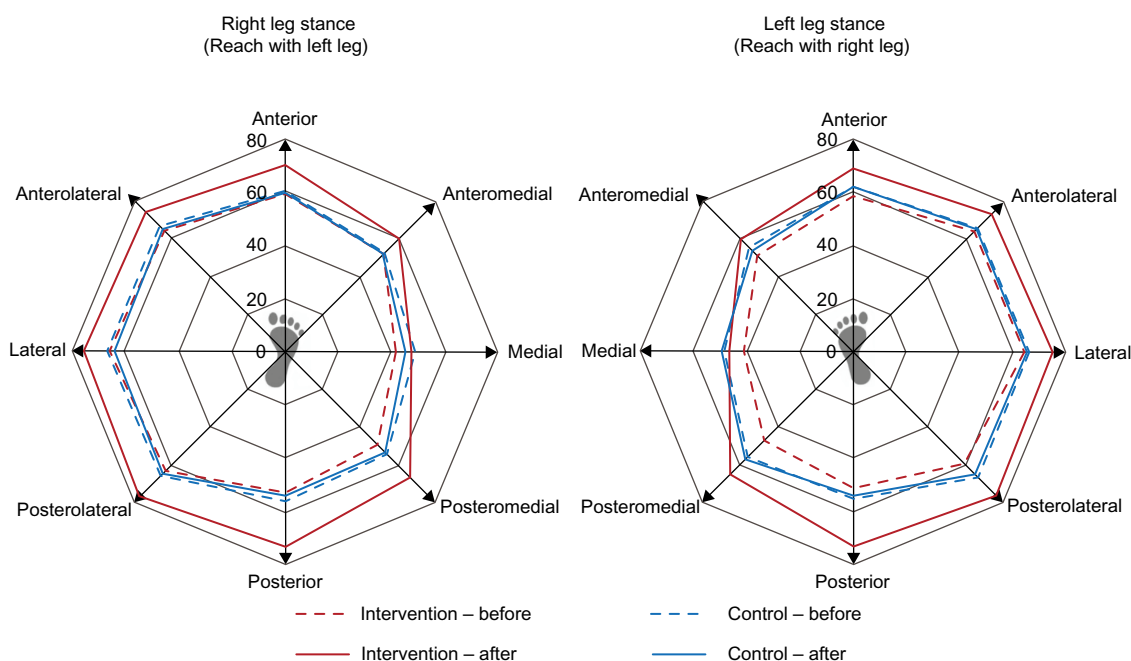 Right leg stance
(Reach with left leg)
Left leg stance
(Reach with right leg)
Anterior
80
Anterolateral
60
Anteromedial
40
20
Lateral
0
Medial
Posterolateral
Posteromedial
Posterior
Anterior
80
Anteromedial
60
Anterolateral
40
20
Medial
0
Lateral
Posteromedial
Posterolateral
Posterior
Intervention – before
Control – before
Intervention – after
Control – after